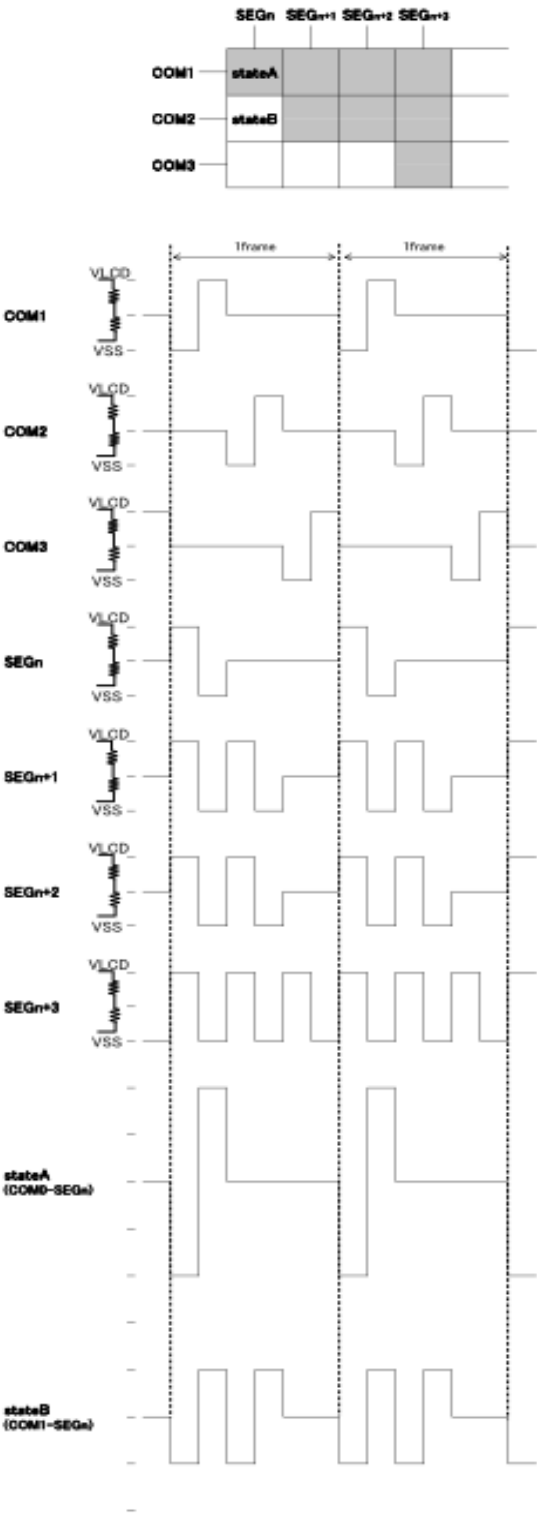 SEGn SEGn+1 SEGn+2 SEGn+3
COM1 stateA
COM2 stateB
COM3
1frame 1frame
VLCD
COM1
VSS
VLCD
COM2
VSS
VLCD
COM3
VSS
VLCD
SEGn
VSS
VLCD
SEGn+1
VSS
VLCD
SEGn+2
VSS
VLCD
SEGn+3
VSS
stateA
(COM0-SEGn)
stateB
(COM1-SEGn)